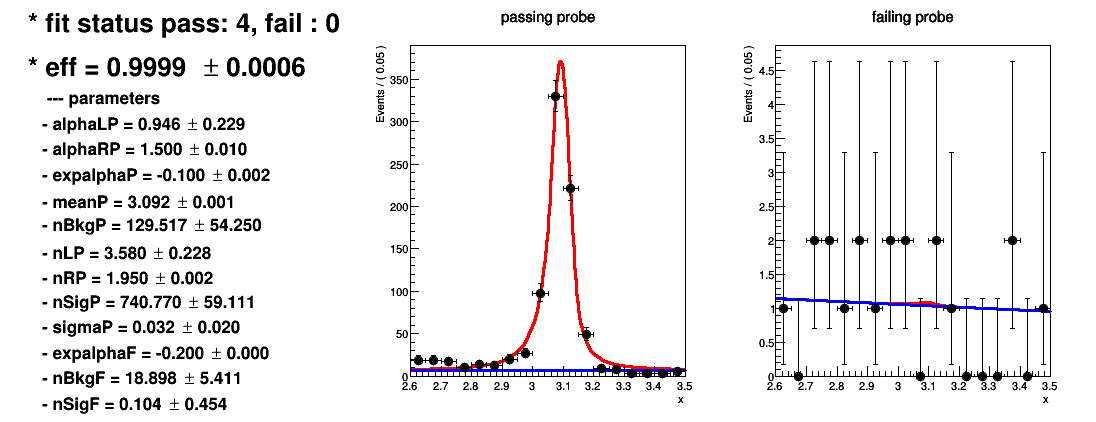 * fit status pass: 4, fail : 0
* eff = 0.9999 ± 0.0006
--- parameters
- alphaLP = 0.946 ± 0.229
- alphaRP = 1.500 ± 0.010
- expalphaP = -0.100 ± 0.002
- meanP = 3.092 ± 0.001
- nBkgP = 129.517 ± 54.250
- nLP = 3.580 ± 0.228
- nRP = 1.950 ± 0.002
- nSigP = 740.770 ± 59.111
- sigmaP = 0.032 ± 0.020
- expalphaF = -0.200 ± 0.000
- nBkgF = 18.898 ± 5.411
- nSigF = 0.104 ± 0.454
passing probe
Events / ( 0.05 )
350
300
250
200
150
100
50
0
2.6 2.7 2.8 2.9 3 3.1 3.2 3.3 3.4 3.5
x
failing probe
Events / ( 0.05 )
4.5
4
3.5
3
2.5
2
1.5
1
0.5
0
2.6 2.7 2.8 2.9 3 3.1 3.2 3.3 3.4 3.5
x